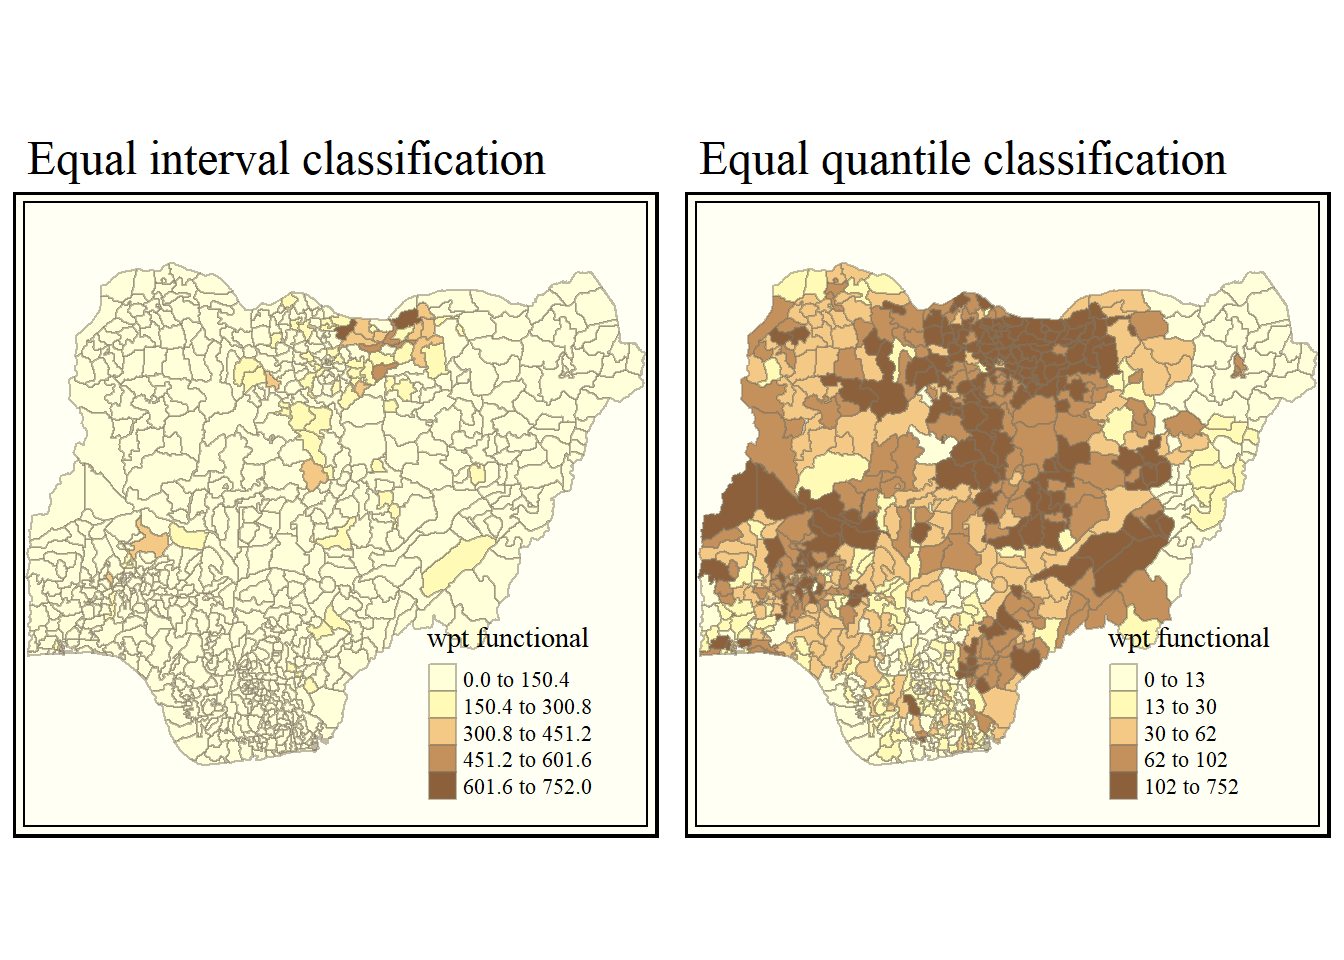 Equal interval classification
wpt functional
0.0 to 150.4
150.4 to 300.8
300.8 to 451.2
451.2 to 601.6
601.6 to 752.0
Equal quantile classification
wpt functional
0 to 13
13 to 30
30 to 62
62 to 102
102 to 752